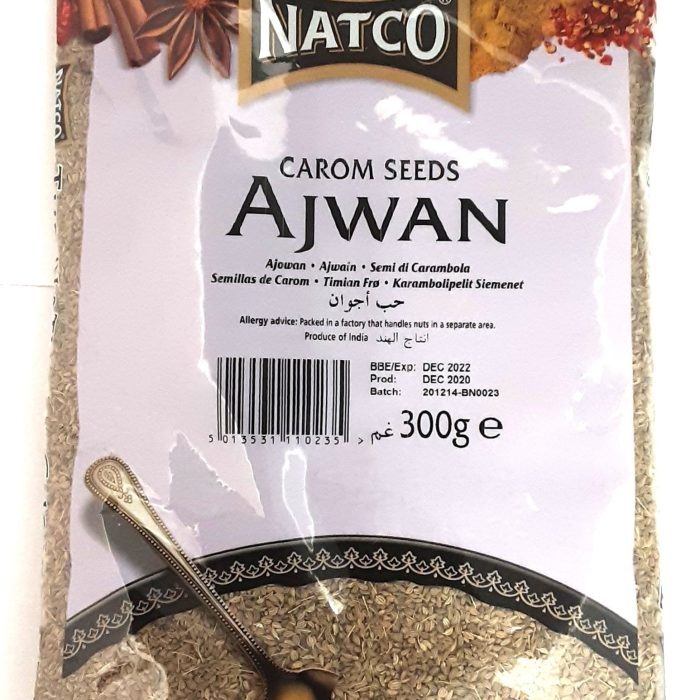 NATCO
CAROM SEEDS
AJWAN
Ajowan • Ajwain • Semi di Carambola
Semillas de Carom • Timian Frø • Karambolipelit Siemenet
حب أجوان
Allergy advice: Packed in a factory that handles nuts in a separate area.
Produce of India انتاج الهند
BBE/Exp: DEC 2022
Prod: DEC 2020
Batch: 201214-BN0023
5 013531 110235 >
غم 300g e
NATCO